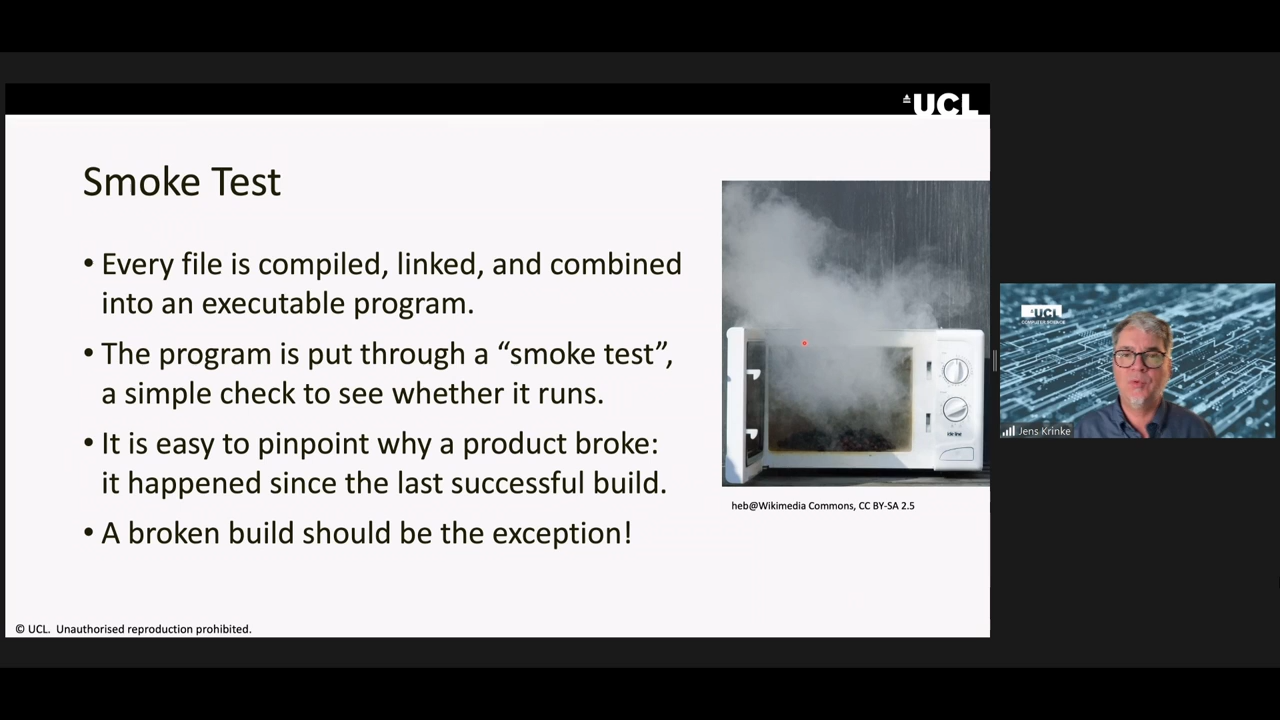 UCL
Smoke Test
• Every file is compiled, linked, and combined
into an executable program.
• The program is put through a “smoke test”,
a simple check to see whether it runs.
• It is easy to pinpoint why a product broke:
it happened since the last successful build.
• A broken build should be the exception!
heb@Wikimedia Commons, CC BY-SA 2.5
© UCL. Unauthorised reproduction prohibited.
UCL
COMPUTER SCIENCE
Jens Krinke